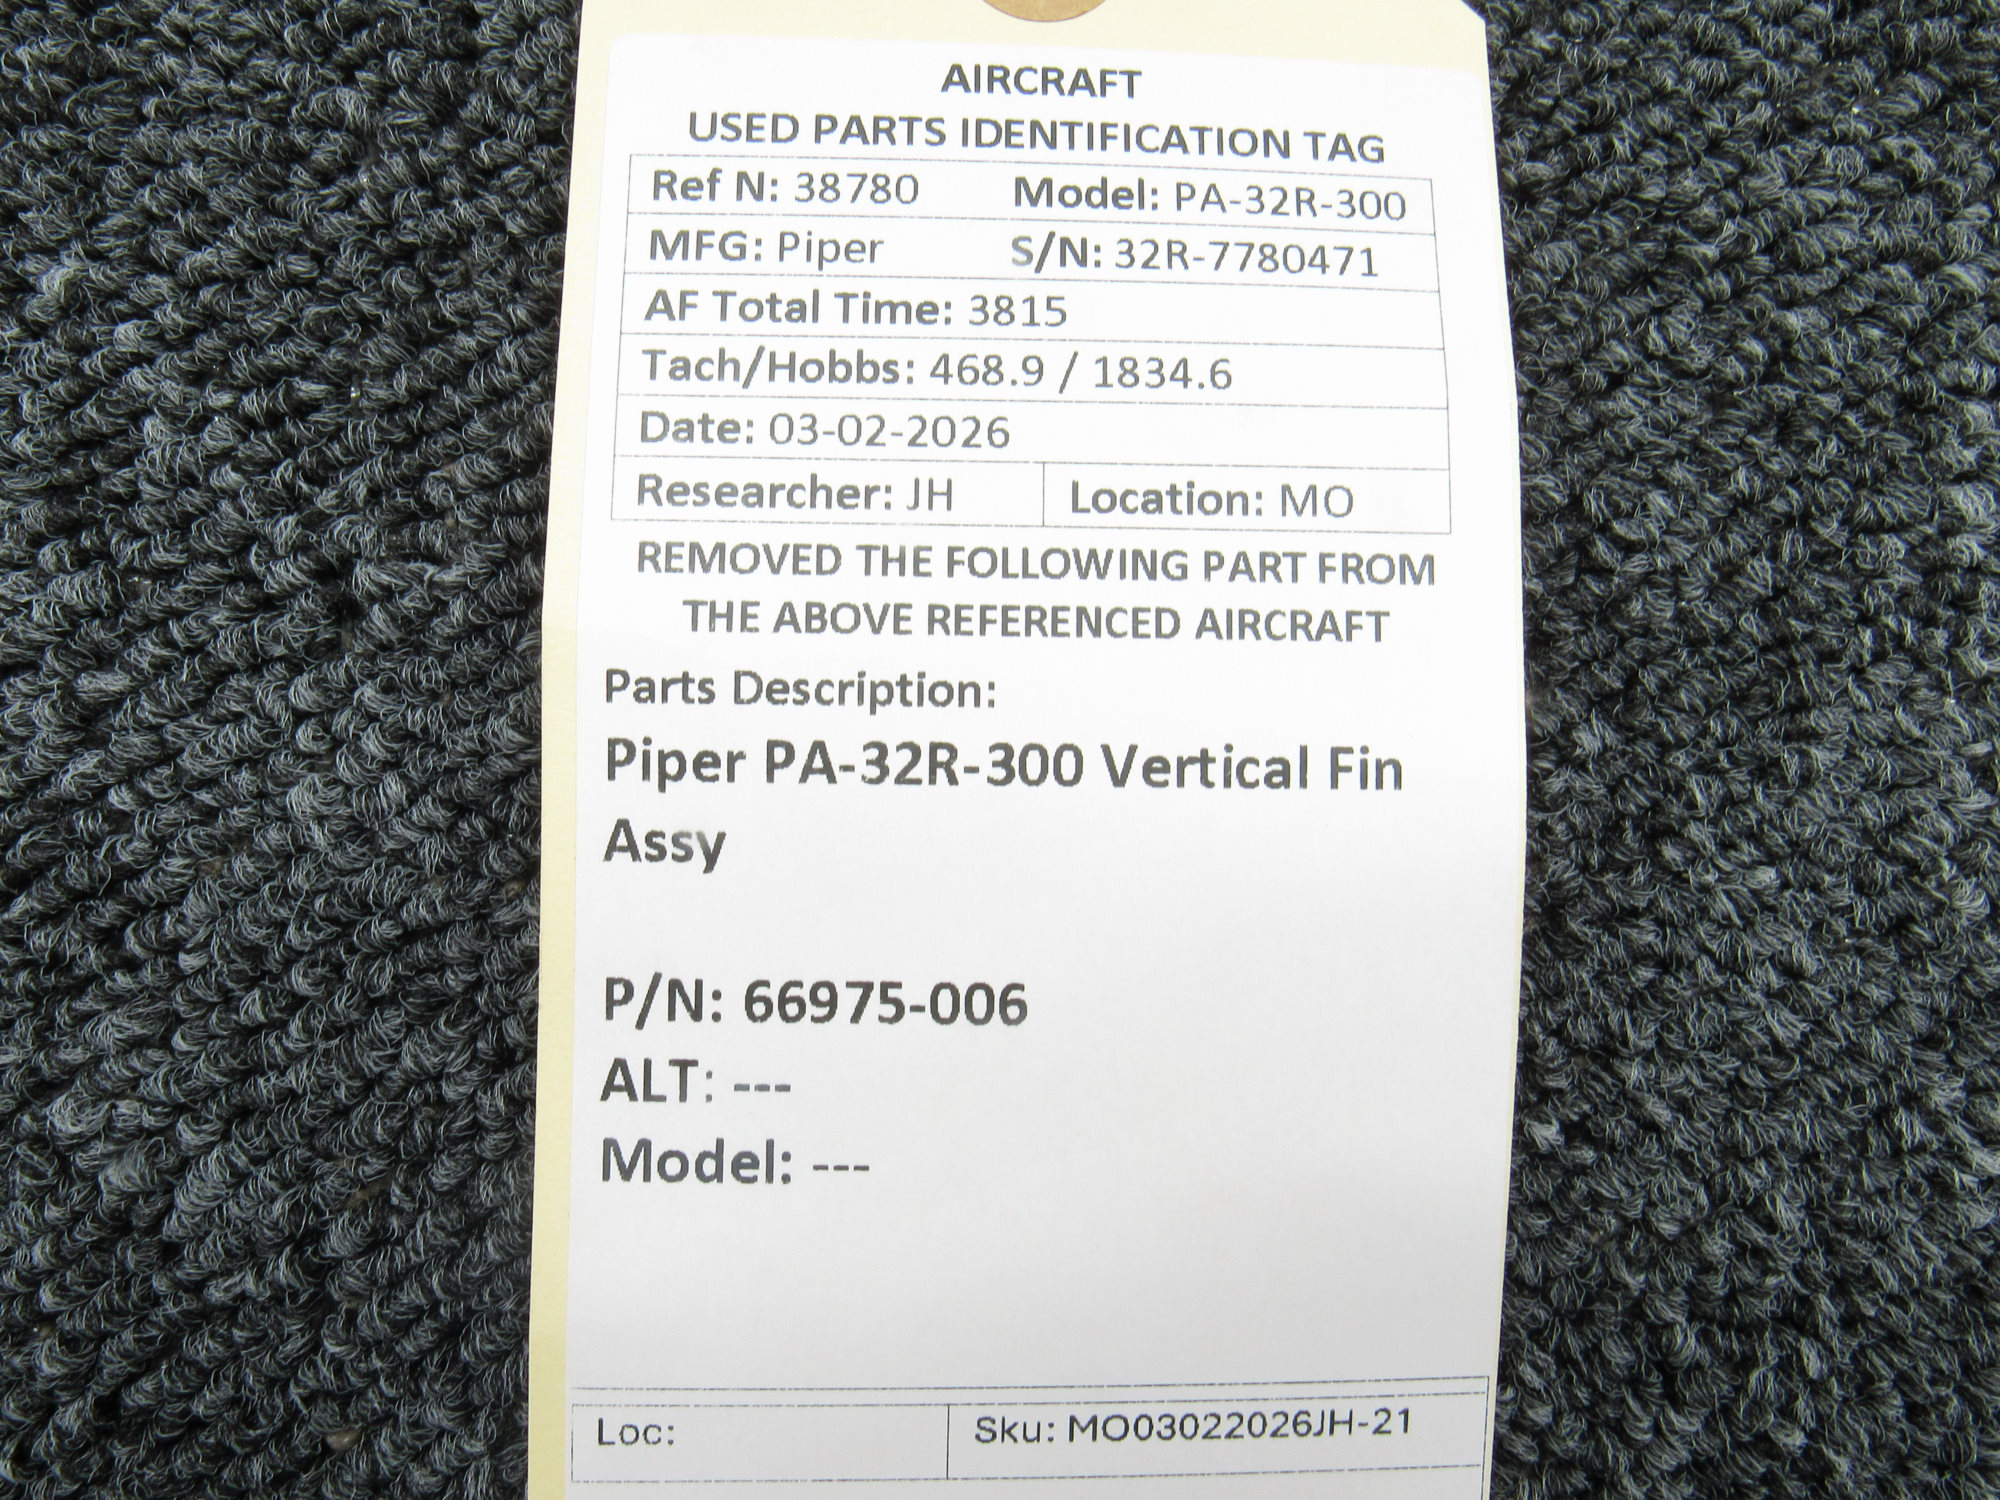 AIRCRAFT
USED PARTS IDENTIFICATION TAG
Ref N: 38780 Model: PA-32R-300
MFG: Piper S/N: 32R-7780471
AF Total Time: 3815
Tach/Hobbs: 468.9 / 1834.6
Date: 03-02-2026
Researcher: JH Location: MO
REMOVED THE FOLLOWING PART FROM
THE ABOVE REFERENCED AIRCRAFT
Parts Description:
Piper PA-32R-300 Vertical Fin
Assy
P/N: 66975-006
ALT: ---
Model: ---
Loc: Sku: MO03022026JH-21